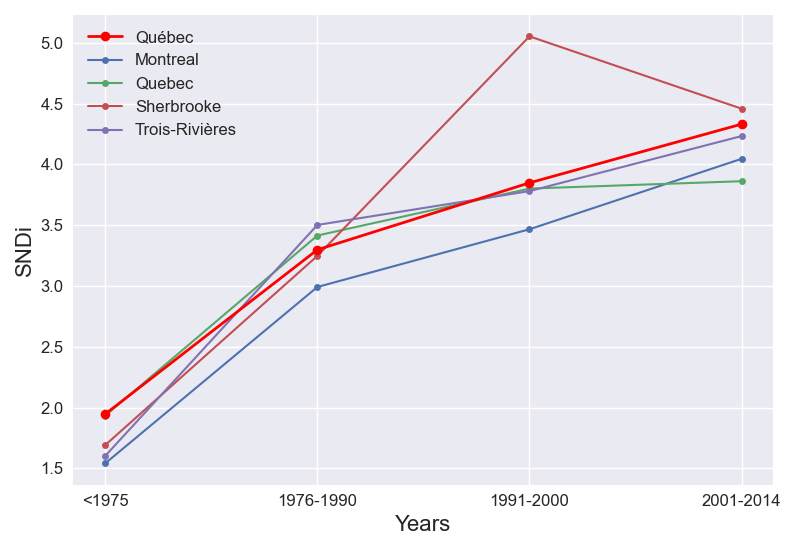 Québec
Montreal
Quebec
Sherbrooke
Trois-Rivières
5.0
4.5
4.0
3.5
3.0
2.5
2.0
1.5
SNDi
<1975 1976-1990 1991-2000 2001-2014
Years